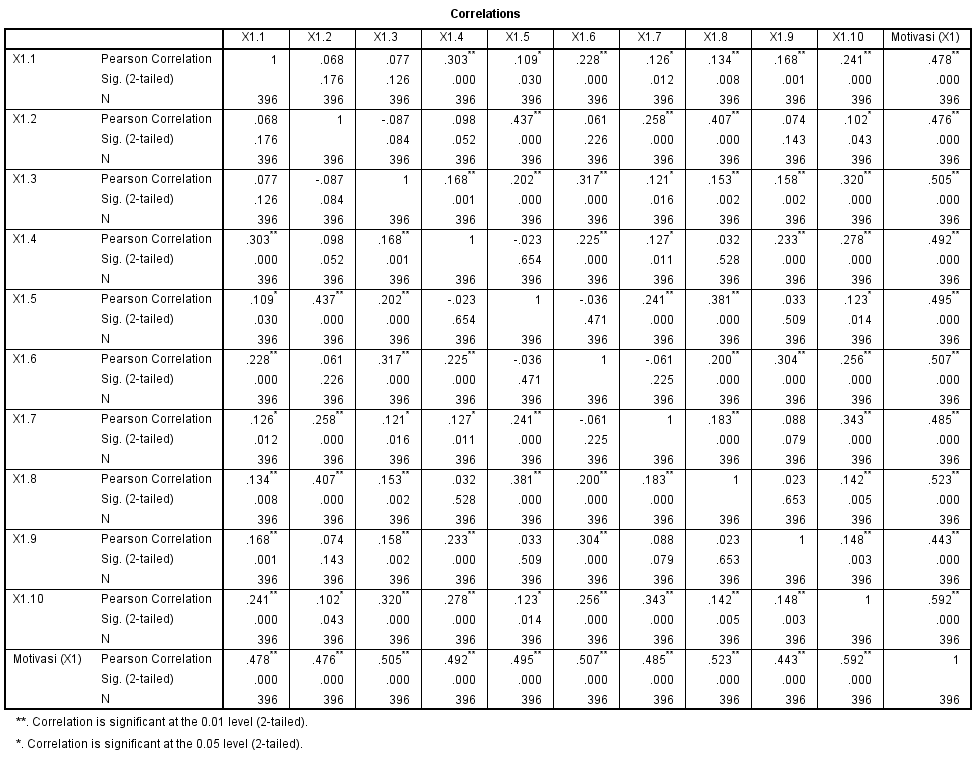 Correlations
X1.1 X1.2 X1.3 X1.4 X1.5 X1.6 X1.7 X1.8 X1.9 X1.10 Motivasi (X1)
X1.1 Pearson Correlation 1 .068 .077 .303** .109* .228** .126* .134** .168** .241** .478**
Sig. (2-tailed) .176 .126 .000 .030 .000 .012 .008 .001 .000 .000
N 396 396 396 396 396 396 396 396 396 396 396
X1.2 Pearson Correlation .068 1 -.087 .098 .437** .061 .258** .407** .074 .102* .476**
Sig. (2-tailed) .176 .084 .052 .000 .226 .000 .000 .143 .043 .000
N 396 396 396 396 396 396 396 396 396 396 396
X1.3 Pearson Correlation .077 -.087 1 .168** .202** .317** .121* .153** .158** .320** .505**
Sig. (2-tailed) .126 .084 .001 .000 .000 .016 .002 .002 .000 .000
N 396 396 396 396 396 396 396 396 396 396 396
X1.4 Pearson Correlation .303** .098 .168** 1 -.023 .225** .127* .032 .233** .278** .492**
Sig. (2-tailed) .000 .052 .001 .654 .000 .011 .528 .000 .000 .000
N 396 396 396 396 396 396 396 396 396 396 396
X1.5 Pearson Correlation .109* .437** .202** -.023 1 -.036 .241** .381** .033 .123* .495**
Sig. (2-tailed) .030 .000 .000 .654 .471 .000 .000 .509 .014 .000
N 396 396 396 396 396 396 396 396 396 396 396
X1.6 Pearson Correlation .228** .061 .317** .225** -.036 1 -.061 .200** .304** .256** .507**
Sig. (2-tailed) .000 .226 .000 .000 .471 .225 .000 .000 .000 .000
N 396 396 396 396 396 396 396 396 396 396 396
X1.7 Pearson Correlation .126* .258** .121* .127* .241** -.061 1 .183** .088 .343** .485**
Sig. (2-tailed) .012 .000 .016 .011 .000 .225 .000 .079 .000 .000
N 396 396 396 396 396 396 396 396 396 396 396
X1.8 Pearson Correlation .134** .407** .153** .032 .381** .200** .183** 1 .023 .142** .523**
Sig. (2-tailed) .008 .000 .002 .528 .000 .000 .000 .653 .005 .000
N 396 396 396 396 396 396 396 396 396 396 396
X1.9 Pearson Correlation .168** .074 .158** .233** .033 .304** .088 .023 1 .148** .443**
Sig. (2-tailed) .001 .143 .002 .000 .509 .000 .079 .653 .003 .000
N 396 396 396 396 396 396 396 396 396 396 396
X1.10 Pearson Correlation .241** .102* .320** .278** .123* .256** .343** .142** .148** 1 .592**
Sig. (2-tailed) .000 .043 .000 .000 .014 .000 .000 .005 .003 .000
N 396 396 396 396 396 396 396 396 396 396 396
Motivasi (X1) Pearson Correlation .478** .476** .505** .492** .495** .507** .485** .523** .443** .592** 1
Sig. (2-tailed) .000 .000 .000 .000 .000 .000 .000 .000 .000 .000
N 396 396 396 396 396 396 396 396 396 396 396
**. Correlation is significant at the 0.01 level (2-tailed).
*. Correlation is significant at the 0.05 level (2-tailed).